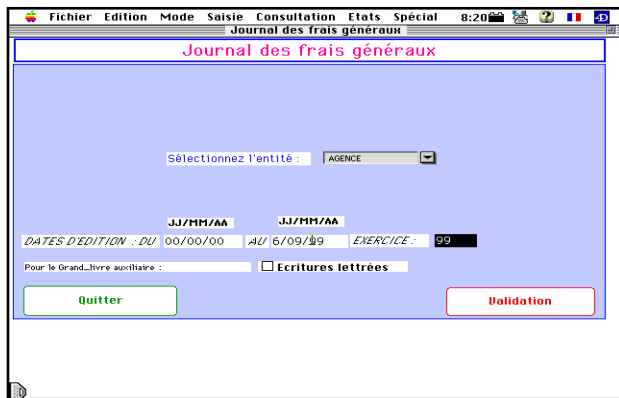 Fichier Edition Mode Saisie Consultation Etats Spécial 8:20
Journal des frais généraux
Journal des frais généraux
Sélectionnez l'entité : AGENCE
JJ/MM/AA JJ/MM/AA
DATES D'EDITION : DU 00/00/00 AU 6/09/99 EXERCICE : 99
Pour le Grand_livre auxiliaire : Ecritures lettrées
Quitter Validation